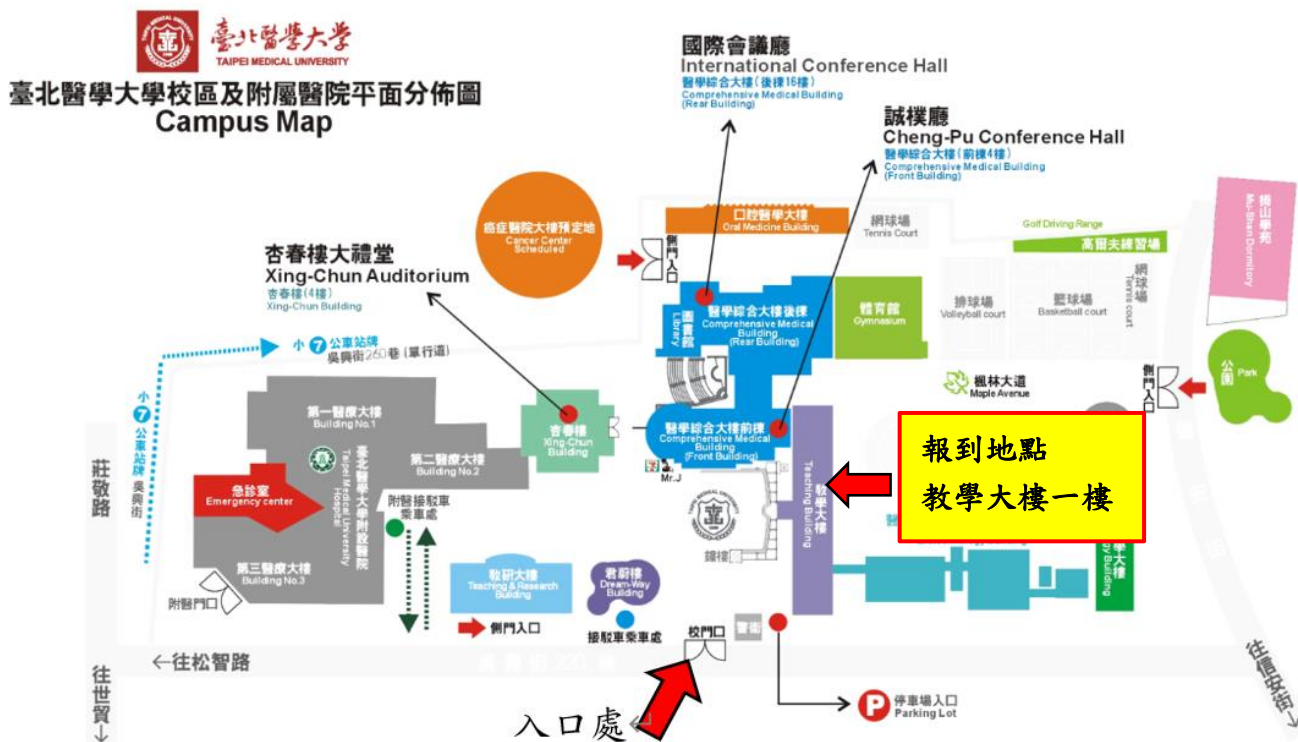 臺北醫學大学
TAIPEI MEDICAL UNIVERSITY
臺北醫學大學校區及附屬醫院平面分佈圖
Campus Map
國際會議廳
International Conference Hall
醫學綜合大樓(後棟16樓)
Comprehensive Medical Building
(Rear Building)
誠樸廳
Cheng-Pu Conference Hall
醫學綜合大樓(前棟4樓)
Comprehensive Medical Building
(Front Building)
杏春樓大禮堂
Xing-Chun Auditorium
杏春樓(4樓)
Xing-Chun Building
癌症醫院大樓預定地
Cancer Center
Scheduled
側門入口
口腔醫學大樓
Oral Medicine Building
網球場
Tennis Court
Golf Driving Range
高爾夫練習場
拇山學苑
Mu-Shan Dormitory
圖書館
Library
醫學綜合大樓後棟
Comprehensive Medical
Building
(Rear Building)
體育館
Gymnasium
排球場
Volleyball court
籃球場
Basketball court
網球場
Tennis court
公園
Park
側門入口
楓林大道
Maple Avenue
小7公車站牌
吳興街260巷 (單行道)
小7公車站牌 吳興街
莊敬路
第一醫療大樓
Building No.1
第二醫療大樓
Building No.2
第三醫療大樓
Building No.3
臺北醫學大學附設醫院
Taipei Medical University
Hospital
急診室
Emergency center
附醫門口
附醫接駁車
乘車處
杏春樓
Xing-Chun
Building
醫學綜合大樓前棟
Comprehensive Medical
Building
(Front Building)
Mr.J
鐘樓
教學大樓
Teaching Building
報到地點
教學大樓一樓
醫
學大樓
Building
教研大樓
Teaching & Research
Building
側門入口
君蔚樓
Dream-Way
Building
接駁車乘車處
校門口
警衛
入口處
P
停車場入口
Parking Lot
←往松智路
往世貿→
往信安街→